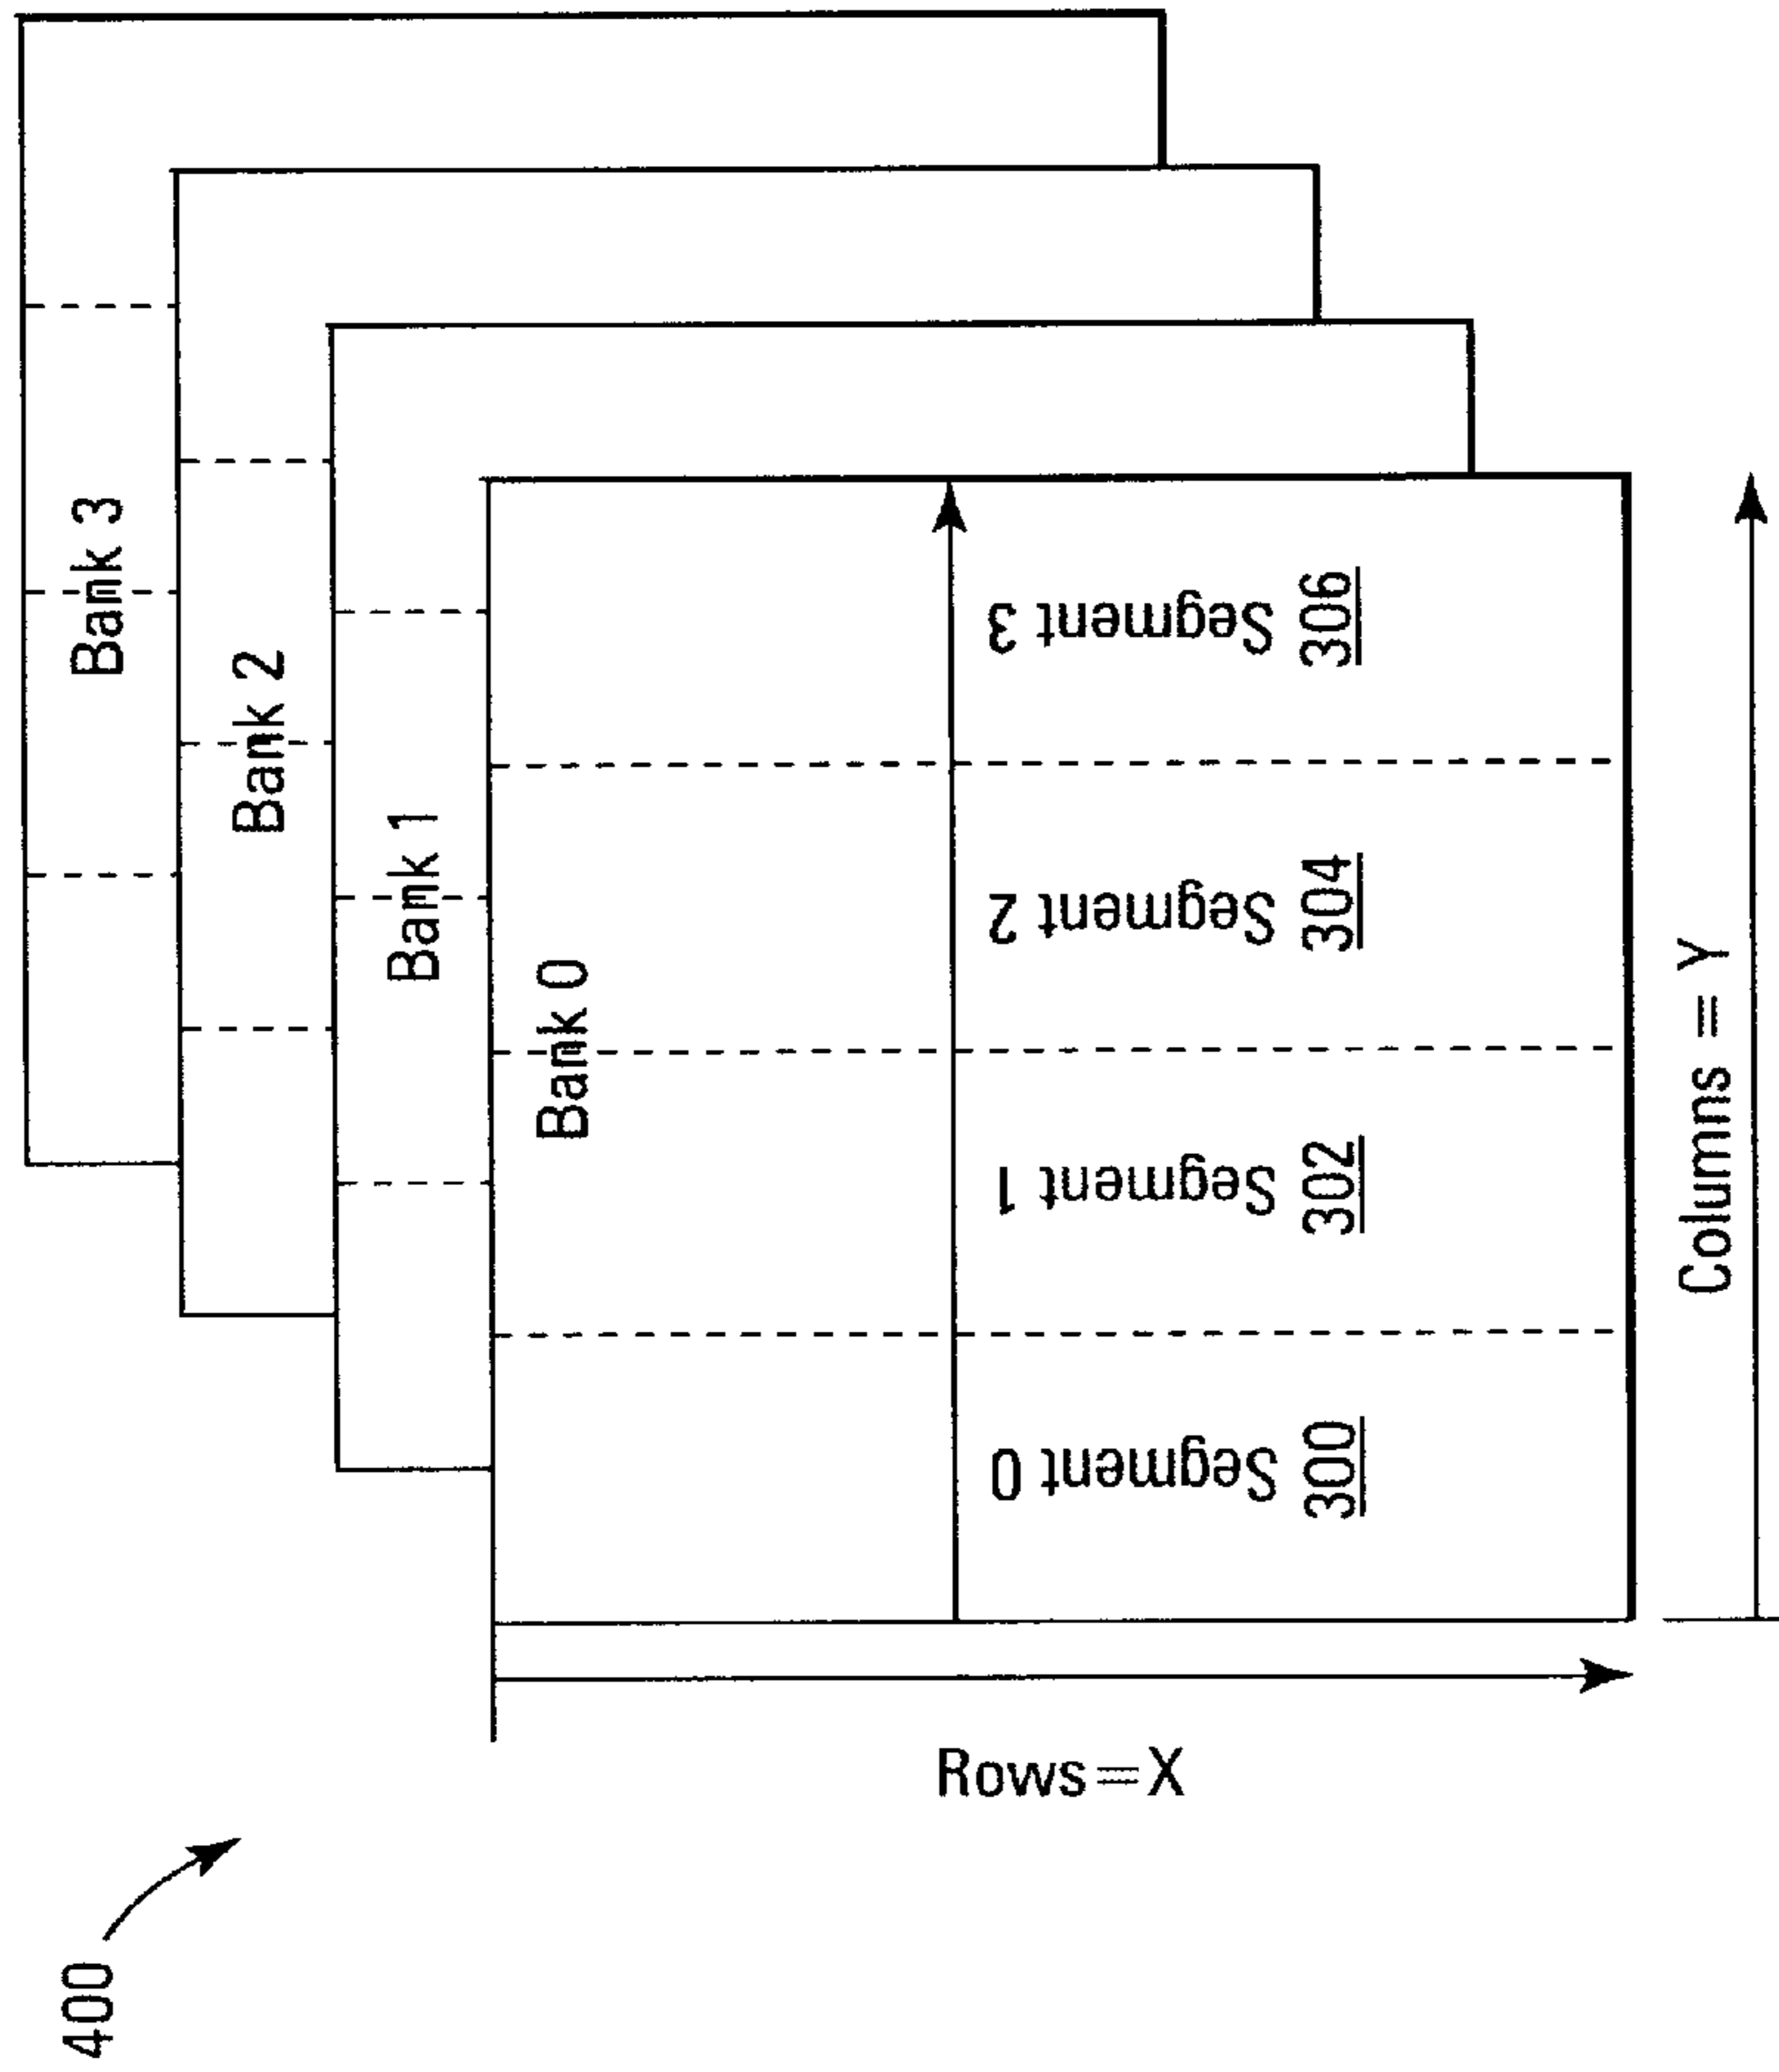 400
Bank 3
Bank 2
Bank 1
Bank 0
Rows=X
Segment 0
300
Segment 1
302
Segment 2
304
Segment 3
306
Columns = Y